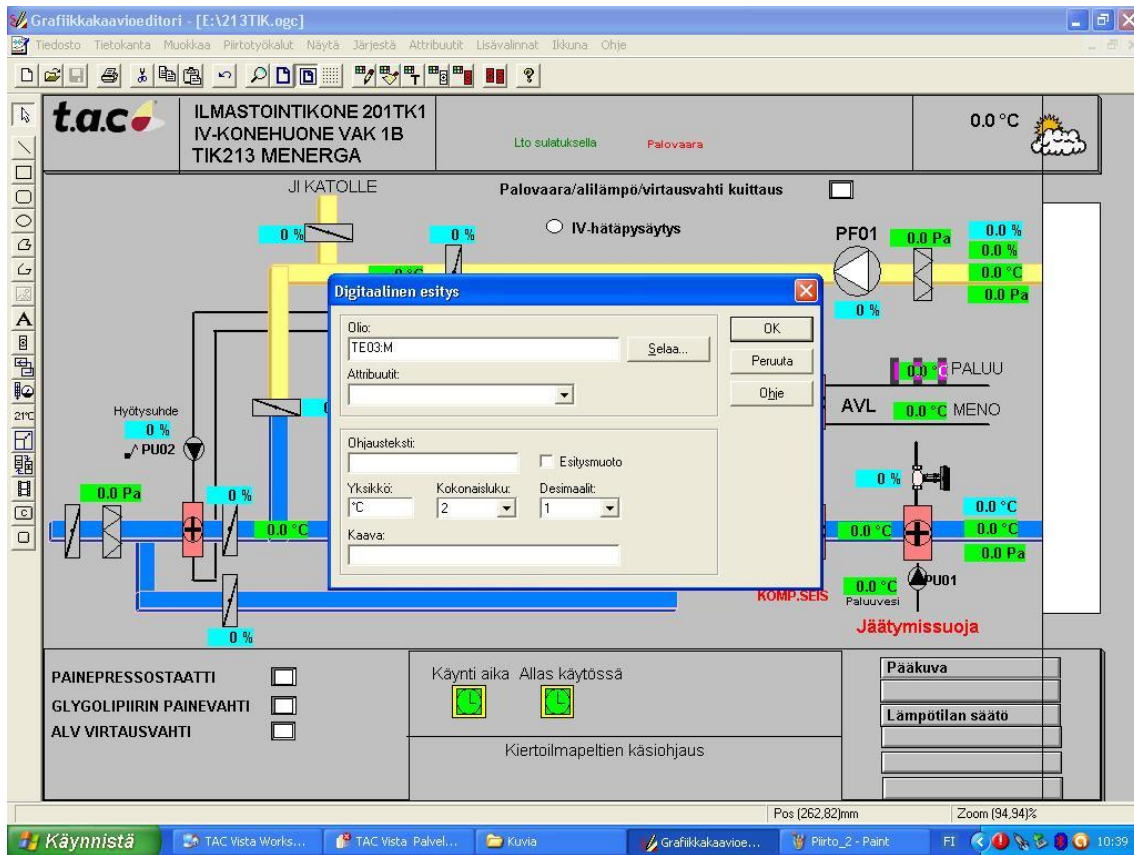 Grafiikkakaavioeditori - [E:\213TIK.ogc]
Tiedosto Tietokanta Muokkaa Piirtotyökalut Näytä Järjestä Attribuutit Lisävalinnat Ikkuna Ohje
t.a.c
ILMASTOINTIKONE 201TK1
IV-KONEHUONE VAK 1B
TIK213 MENERGA
Lto sulatuksella
Palovaara
0.0 °C
JI KATOLLE
Palovaara/alilämpö/virtausvahti kuittaus
IV-hätäpysäytys
0 %
0 %
PF01
0.0 Pa
0.0 %
0.0 %
0.0 °C
0.0 Pa
0 %
Digitaalinen esitys
Olio:
TE03:M
Selaa...
Attribuutit:
OK
Peruuta
Ohje
Ohjausteksti:
Esitysmuoto
Yksikkö:
Kokonaisluku:
Desimaalit:
°C
2
1
Kaava:
PALUU
AVL
0.0 °C
MENO
Hyötysuhde
0 %
PU02
21°C
0.0 Pa
0 %
0.0 °C
0 %
0 %
0.0 °C
0.0 °C
0.0 °C
0.0 Pa
KOMP.SEIS
0.0 °C
Paluuvesi
PU01
Jäätymissuoja
0 %
PAINEPRESSOSTAATTI
GLYGOLIPIIRIN PAINEVAHTI
ALV VIRTAUSVAHTI
Käynti aika
Allas käytössä
Kiertoilmapeltien käsiohjaus
Pääkuva
Lämpötilan säätö
Pos (262,82)mm
Zoom (94,94)%
Käynnistä
TAC Vista Works...
TAC Vista Palvel...
Kuvia
Grafiikkakaavioe...
Piirto_2 - Paint
FI
10:39